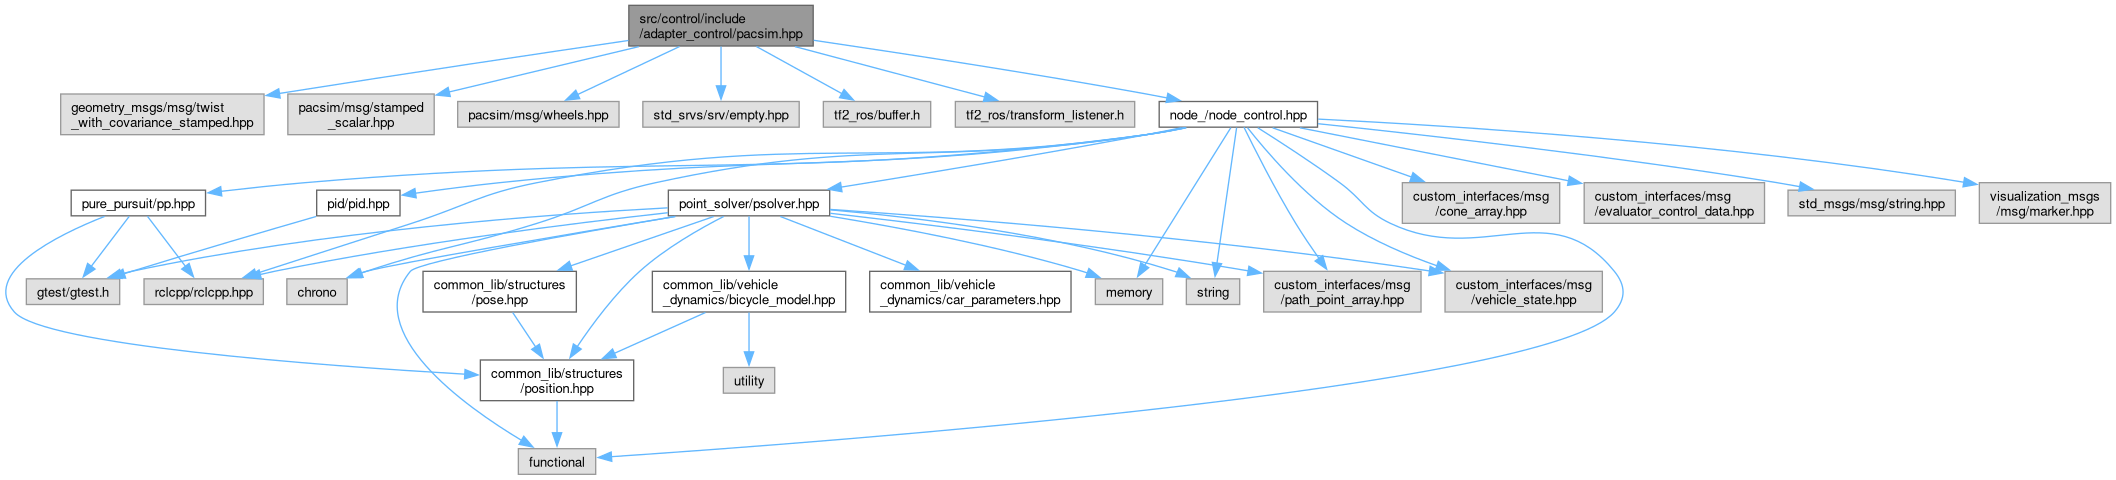 src/control/include
/adapter_control/pacsim.hpp
geometry_msgs/msg/twist
_with_covariance_stamped.hpp
pacsim/msg/stamped
_scalar.hpp
pacsim/msg/wheels.hpp
std_srvs/srv/empty.hpp
tf2_ros/buffer.h
tf2_ros/transform_listener.h
node_/node_control.hpp
pure_pursuit/pp.hpp
pid/pid.hpp
point_solver/psolver.hpp
custom_interfaces/msg
/cone_array.hpp
custom_interfaces/msg
/evaluator_control_data.hpp
std_msgs/msg/string.hpp
visualization_msgs
/msg/marker.hpp
gtest/gtest.h
rclcpp/rclcpp.hpp
chrono
common_lib/structures
/pose.hpp
common_lib/vehicle
_dynamics/bicycle_model.hpp
common_lib/vehicle
_dynamics/car_parameters.hpp
memory
string
custom_interfaces/msg
/path_point_array.hpp
custom_interfaces/msg
/vehicle_state.hpp
common_lib/structures
/position.hpp
utility
functional